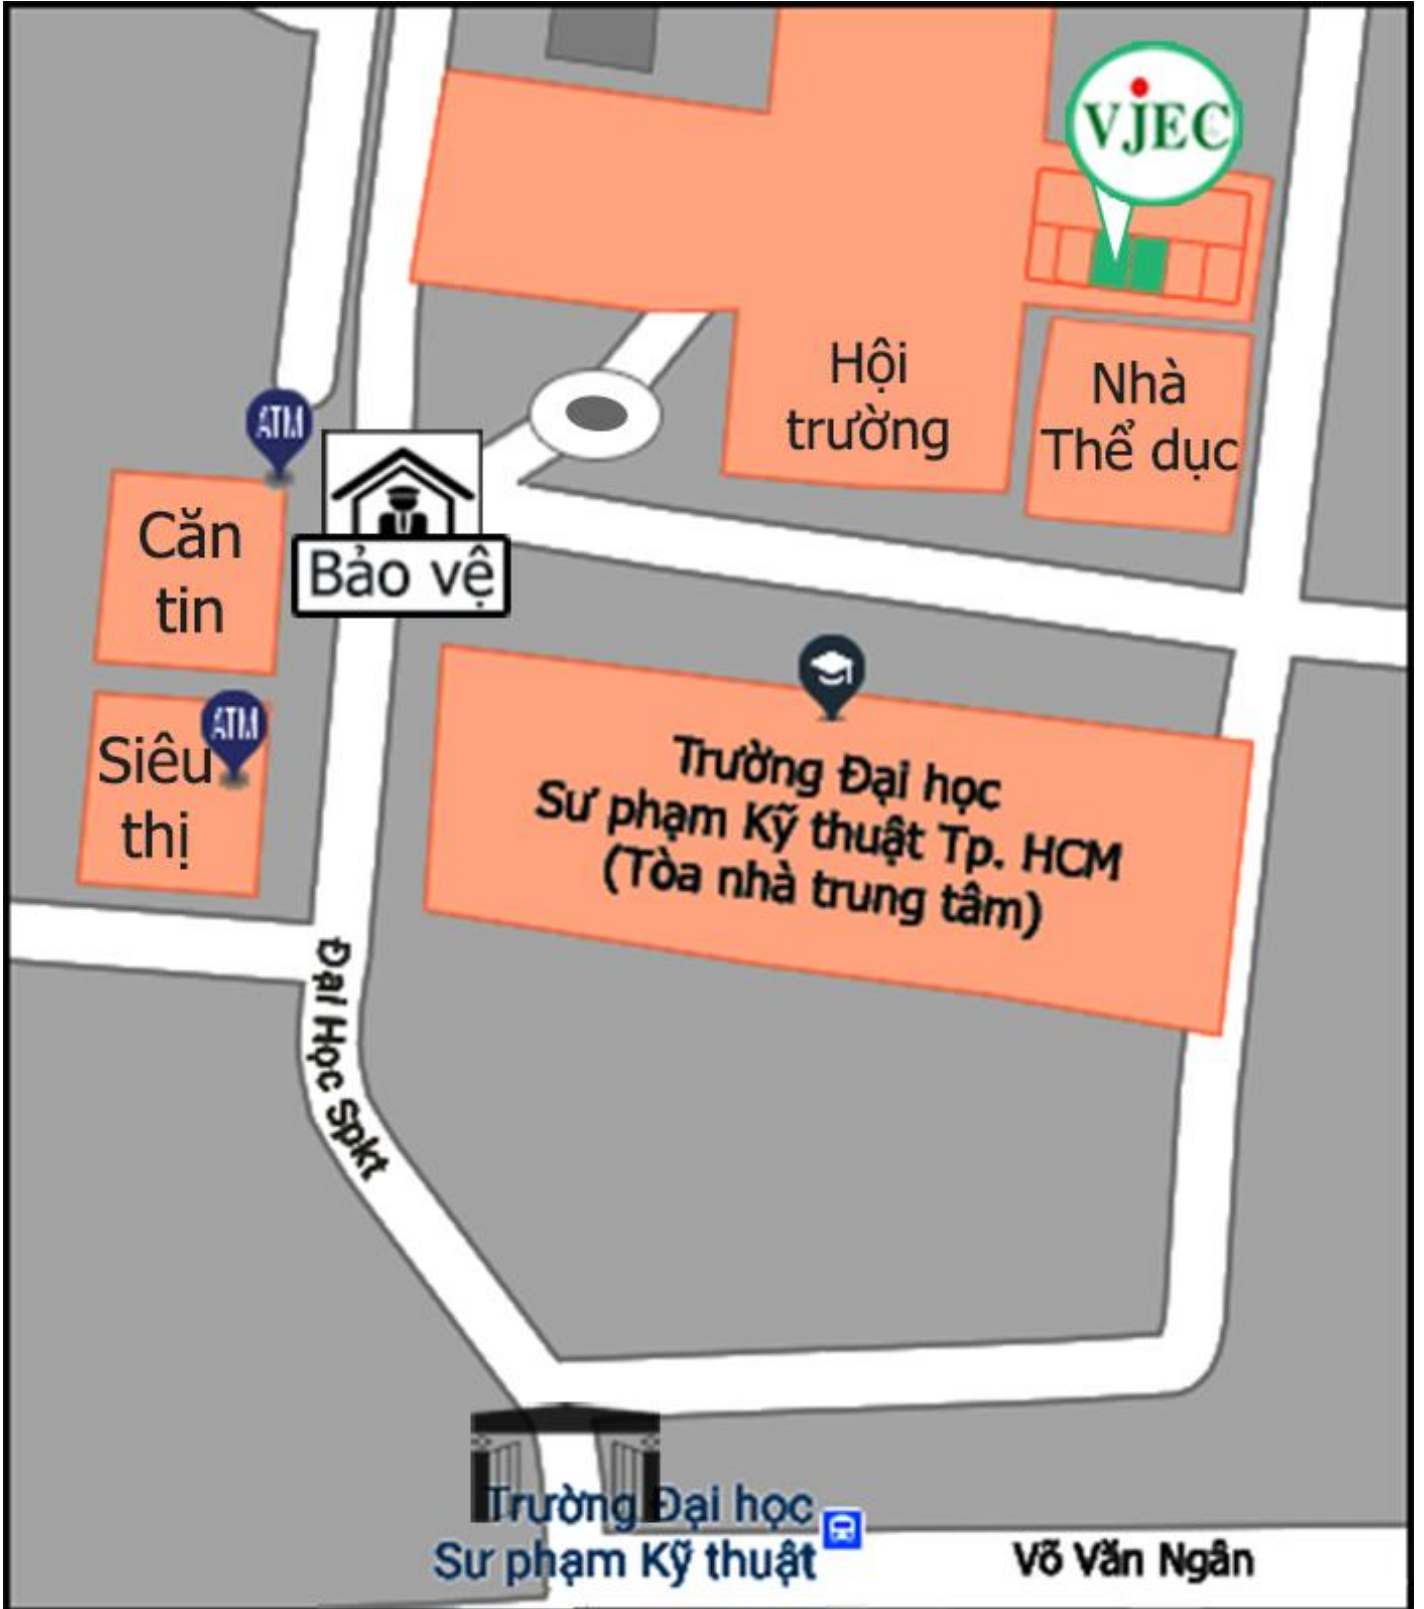 VJEC
Hội
trường
Nhà
Thể dục
ATM
Căn
tin
Bảo vệ
ATM
Siêu
thị
Trường Đại học
Sư phạm Kỹ thuật Tp. HCM
(Tòa nhà trung tâm)
Đại Học Spkt
Trường Đại học
Sư phạm Kỹ thuật
Võ Văn Ngân